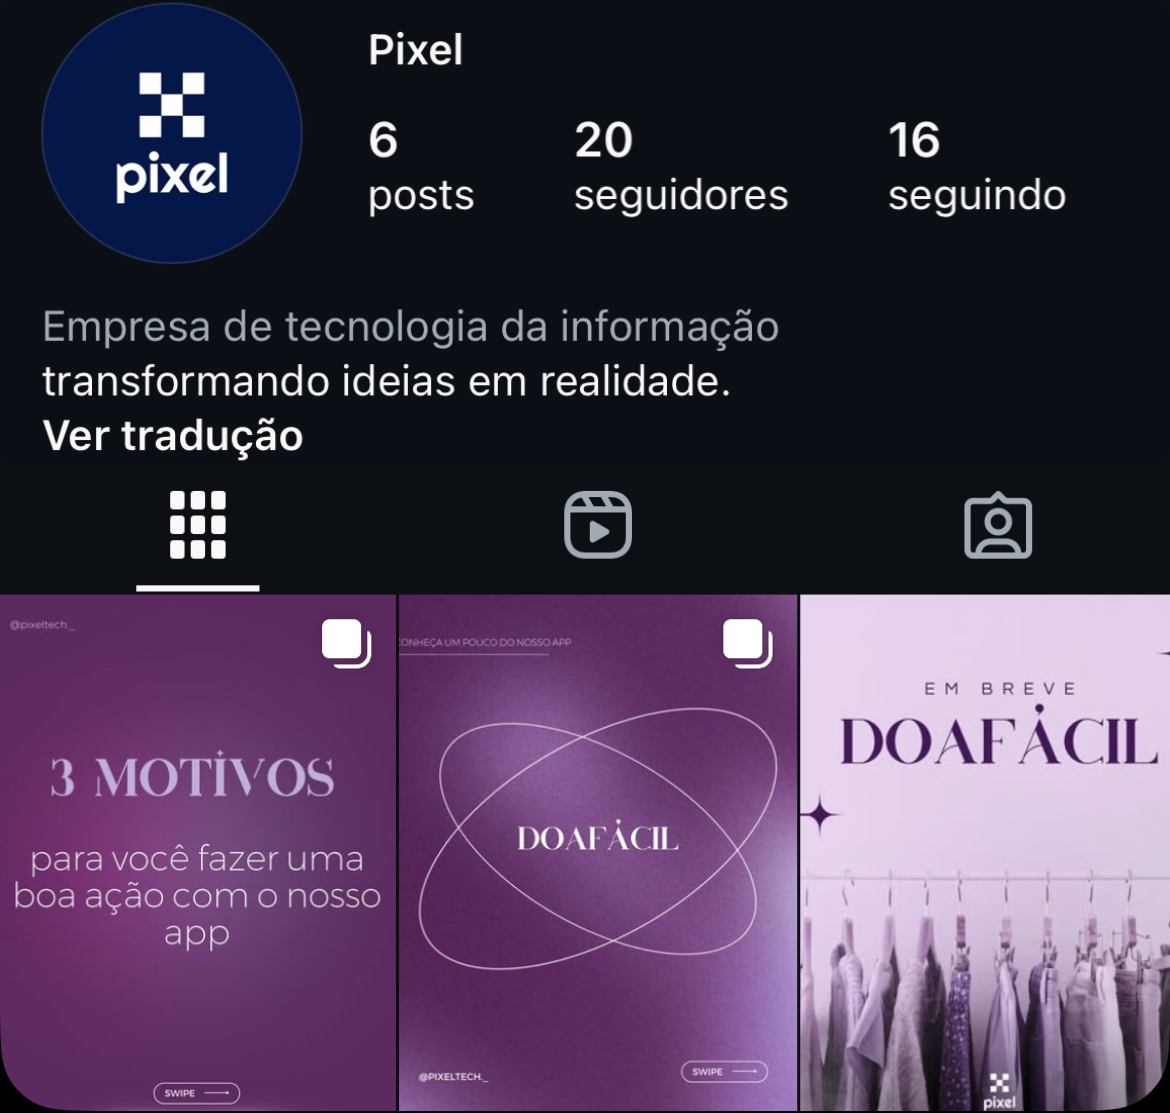 Pixel
6
20
16
posts
seguidores
seguindo
pixel
Empresa de tecnologia da informação
transformando ideias em realidade.
Ver tradução
@pixeltech._
3 MOTIVOS
para você fazer uma
boa ação com o nosso
app
SWIPE
CONHEÇA UM POUCO DO NOSSO APP
DOAFÁCIL
@PIXELTECH._
SWIPE
EM BREVE
DOAFÁCIL
pixel